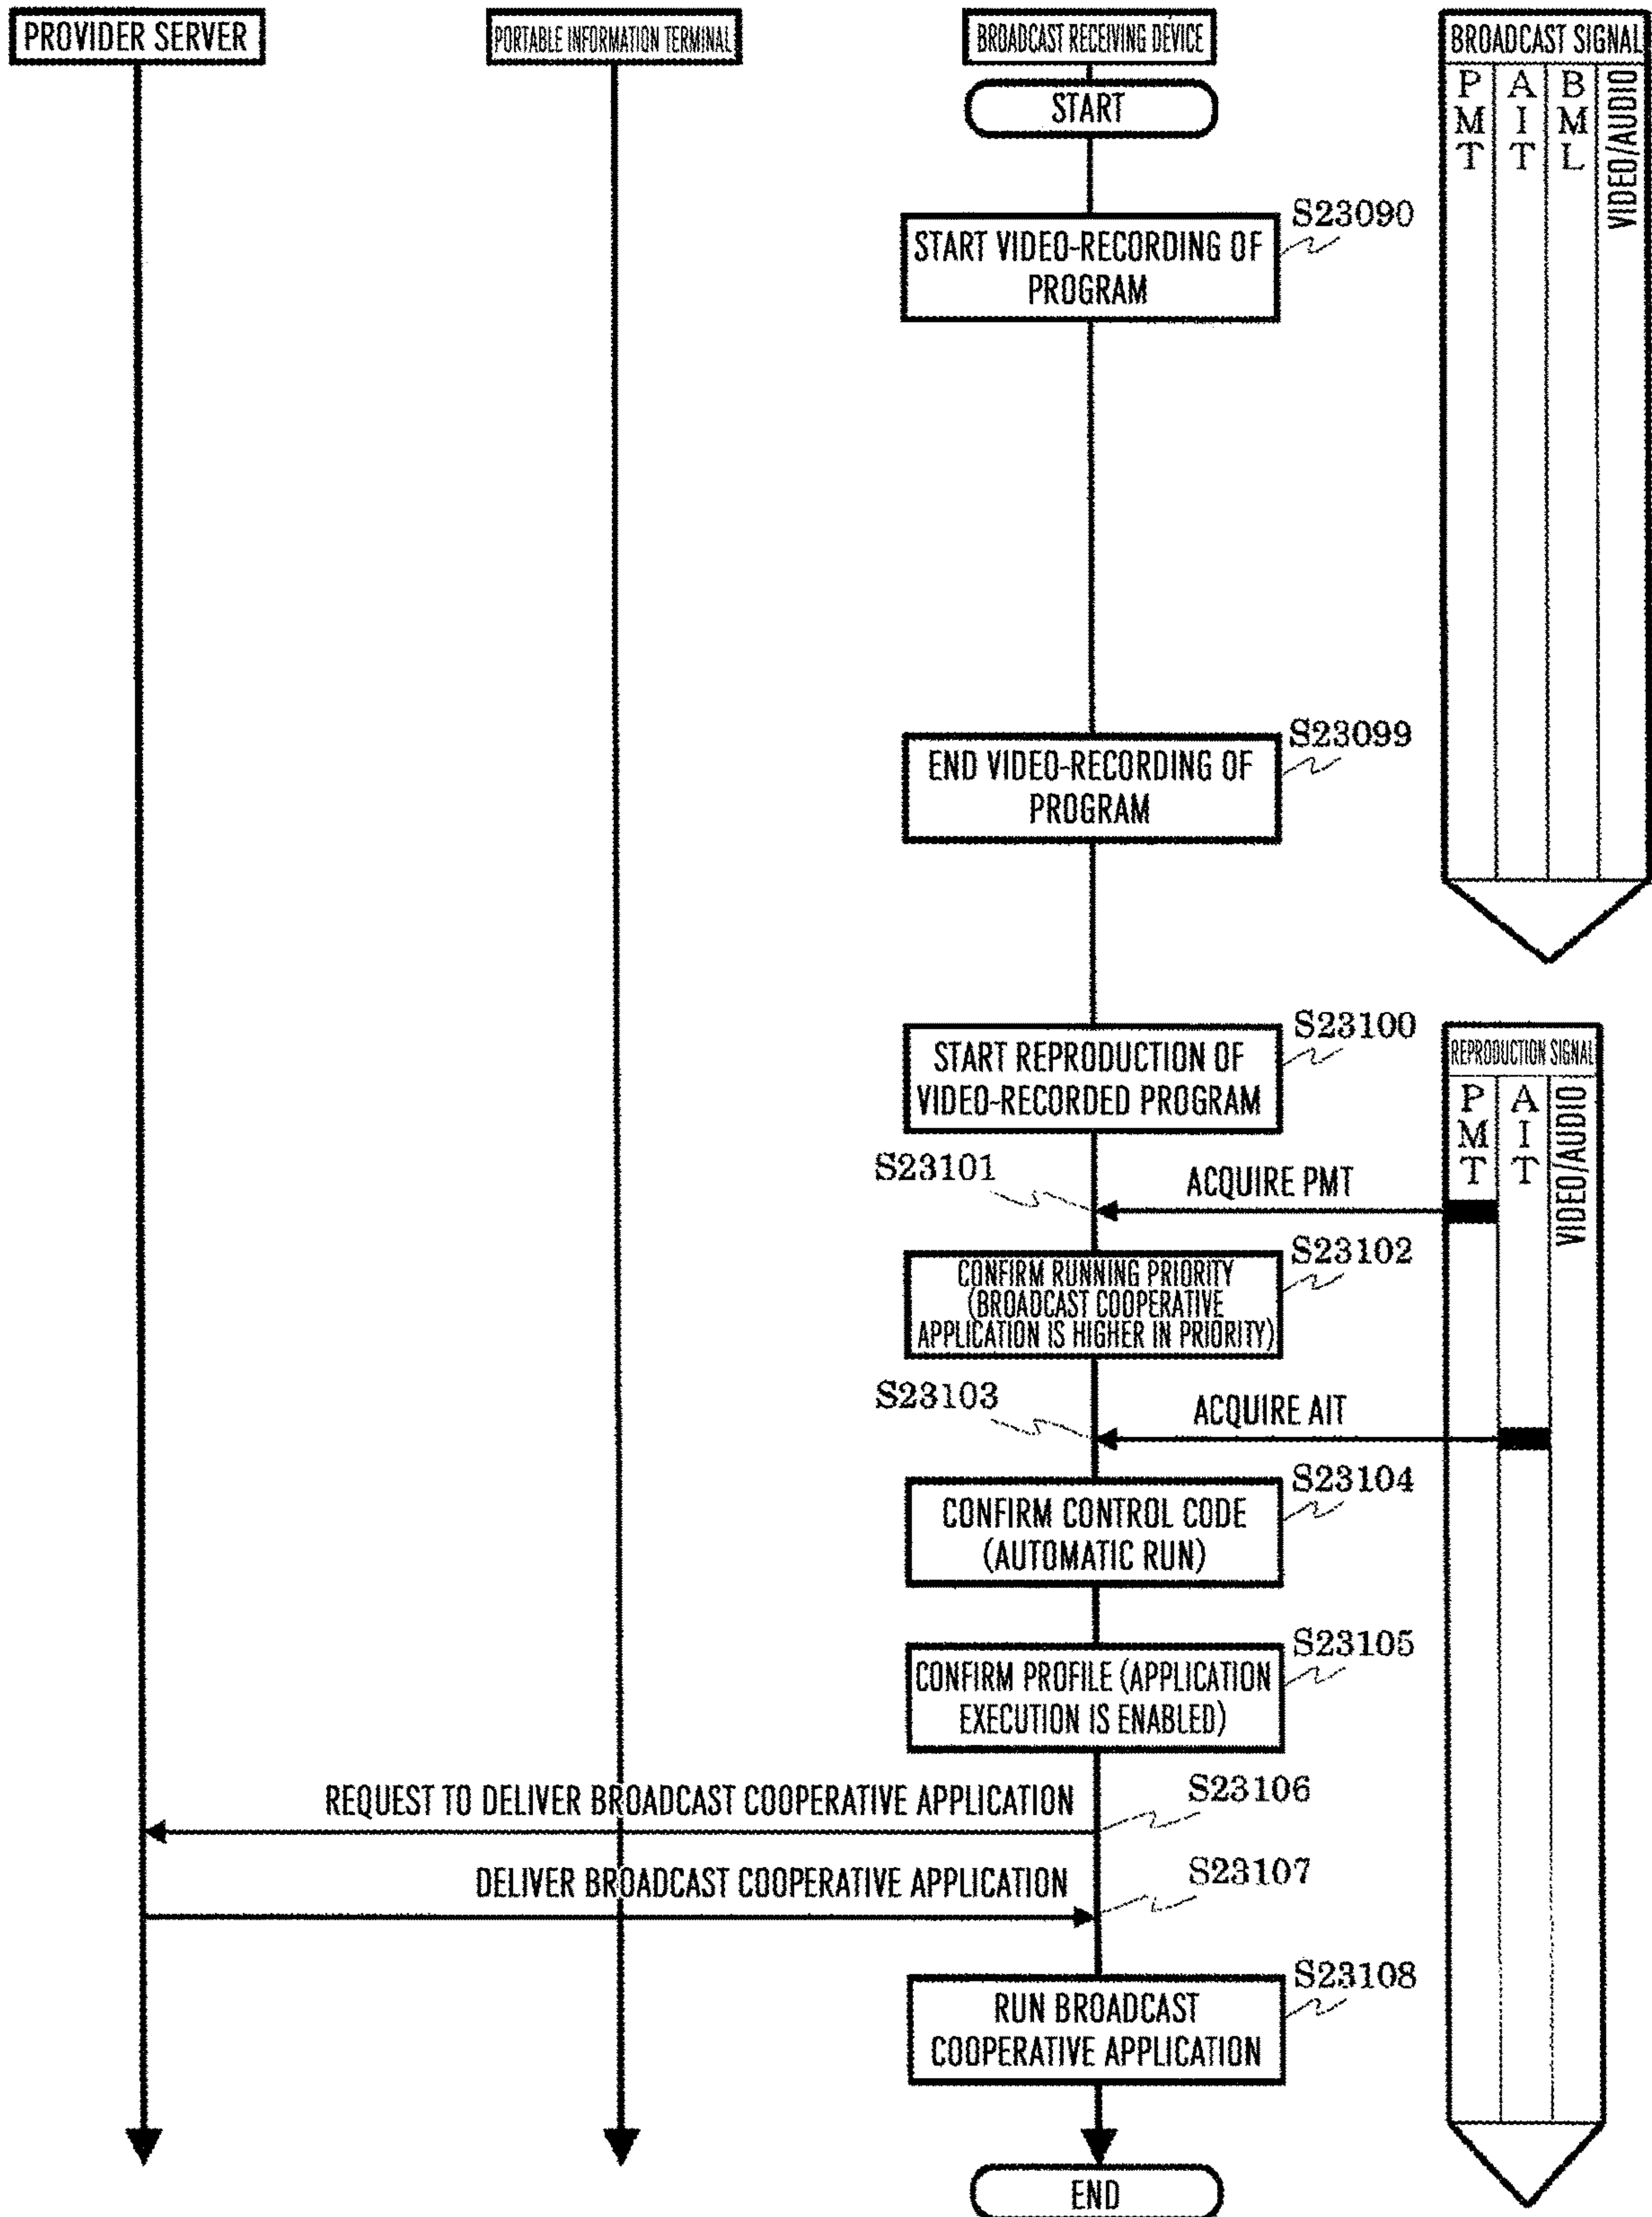 PROVIDER SERVER
PORTABLE INFORMATION TERMINAL
BROADCAST RECEIVING DEVICE
BROADCAST SIGNAL
PMT
AIT
BML
VIDEO/AUDIO
START
S23090
START VIDEO-RECORDING OF
PROGRAM
S23099
END VIDEO-RECORDING OF
PROGRAM
S23100
START REPRODUCTION OF
VIDEO-RECORDED PROGRAM
REPRODUCTION SIGNAL
PMT
AIT
VIDEO/AUDIO
S23101
ACQUIRE PMT
S23102
CONFIRM RUNNING PRIORITY
(BROADCAST COOPERATIVE
APPLICATION IS HIGHER IN PRIORITY)
S23103
ACQUIRE AIT
S23104
CONFIRM CONTROL CODE
(AUTOMATIC RUN)
S23105
CONFIRM PROFILE (APPLICATION
EXECUTION IS ENABLED)
REQUEST TO DELIVER BROADCAST COOPERATIVE APPLICATION
S23106
DELIVER BROADCAST COOPERATIVE APPLICATION
S23107
S23108
RUN BROADCAST
COOPERATIVE APPLICATION
END